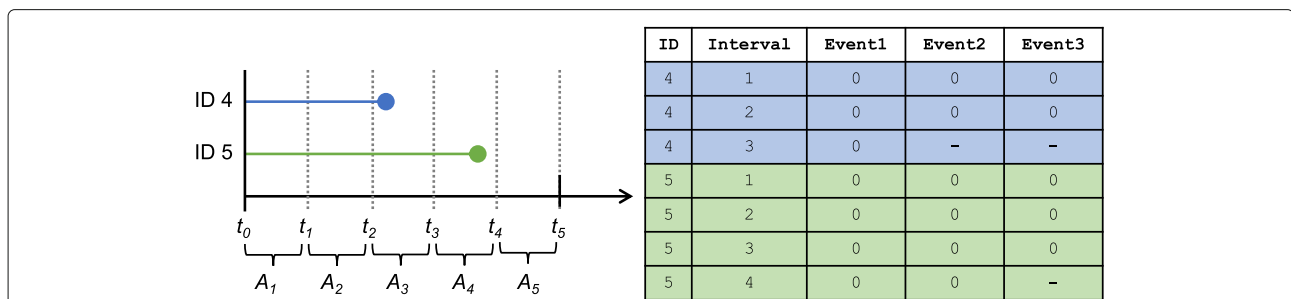 ID Interval Event1 Event2 Event3
4 1 0 0 0
4 2 0 0 0
4 3 0 – –
5 1 0 0 0
5 2 0 0 0
5 3 0 0 0
5 4 0 0 –
ID 4
ID 5
t0 t1 t2 t3 t4 t5
A1 A2 A3 A4 A5